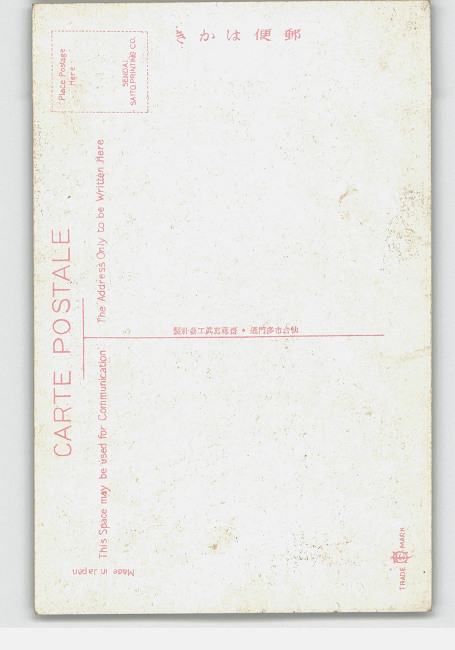 きかは便郵
Place Postage
Here
SENDAI
SAITO PRINTING CO.
CARTE POSTALE
The Address Only to be Written Here
This Space may be used for Communication
Made in Japan
TRADE MARK